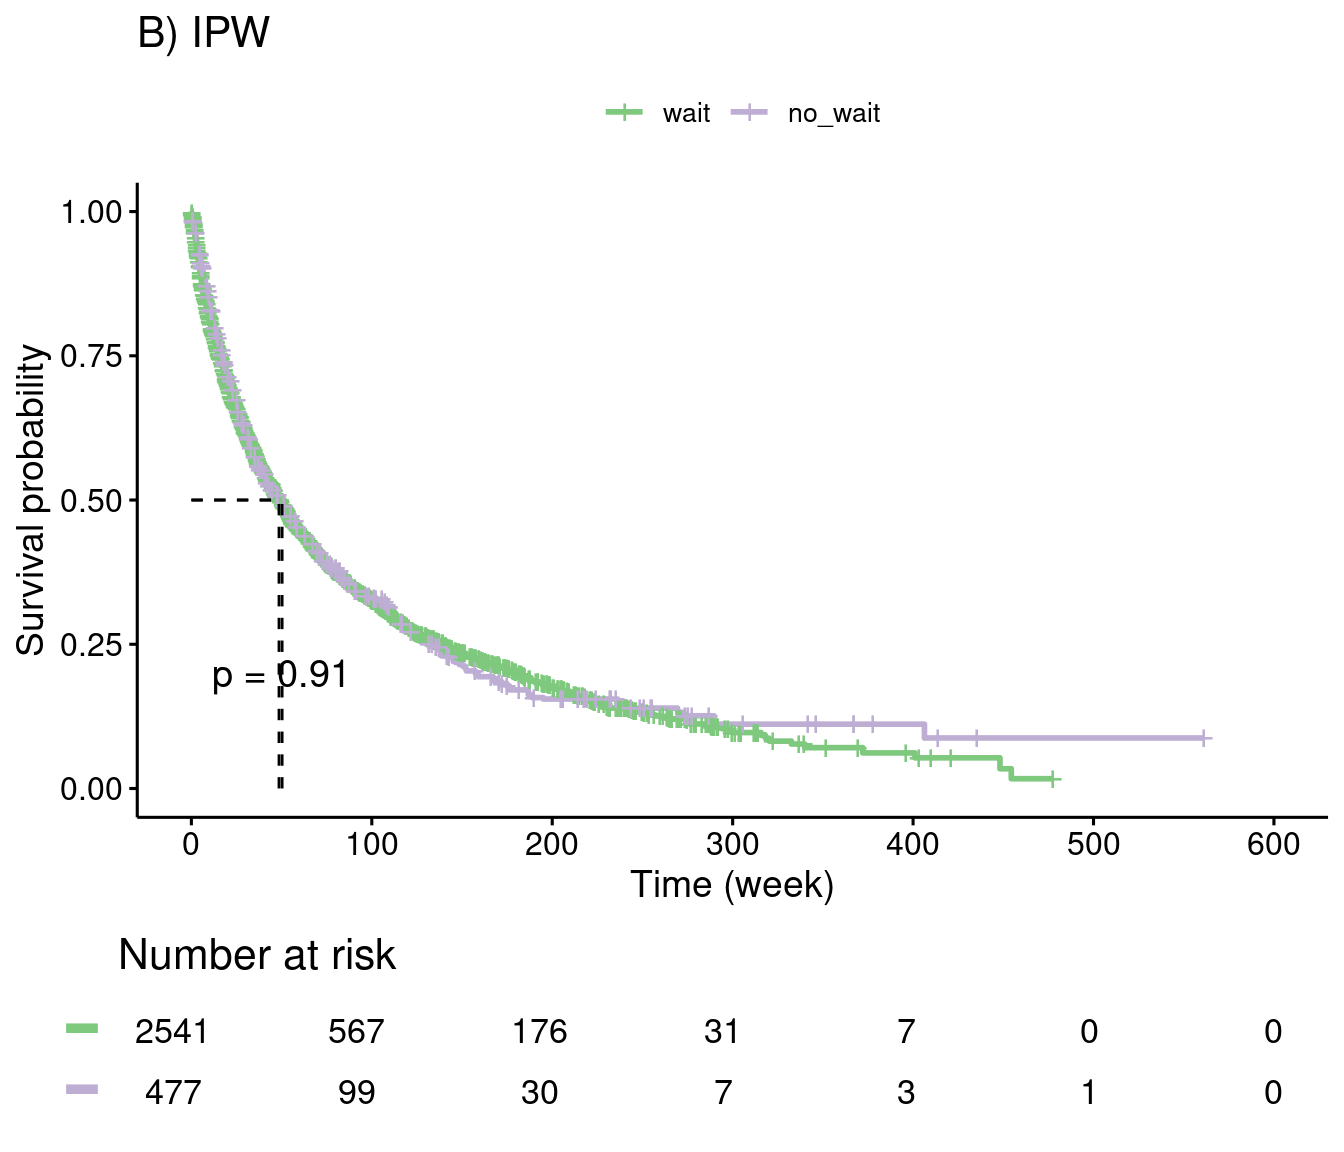 B) IPW
wait no_wait
1.00
0.75
0.50
0.25
0.00
Survival probability
p = 0.91
0 100 200 300 400 500 600
Time (week)
Number at risk
2541 567 176 31 7 0 0
477 99 30 7 3 1 0